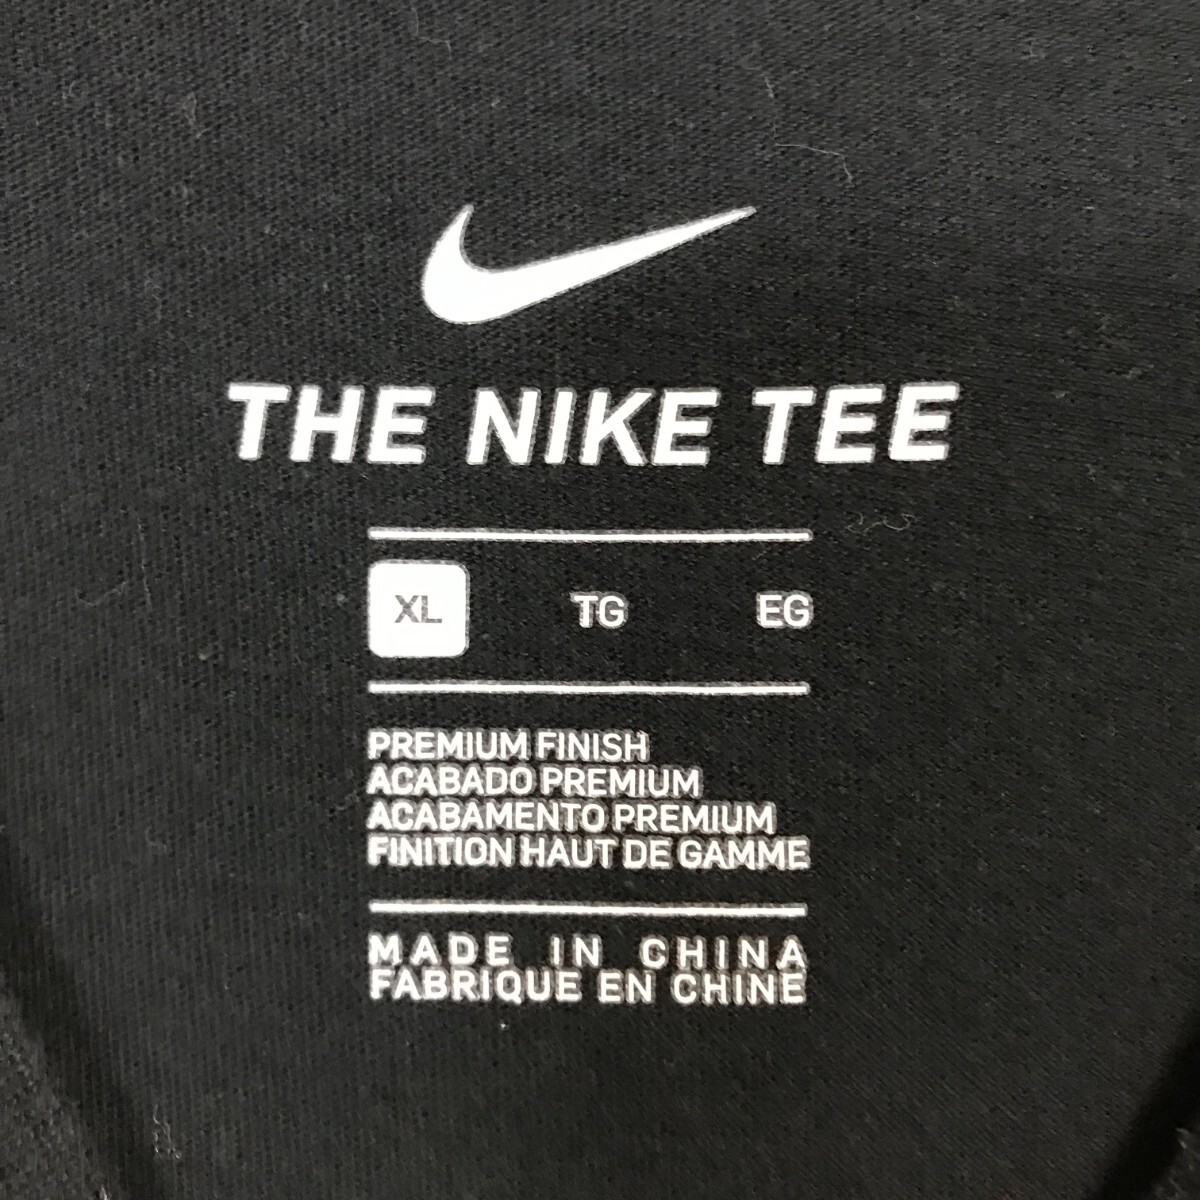 THE NIKE TEE
XL TG EG
PREMIUM FINISH
ACABADO PREMIUM
ACABAMENTO PREMIUM
FINITION HAUT DE GAMME
MADE IN CHINA
FABRIQUE EN CHINE